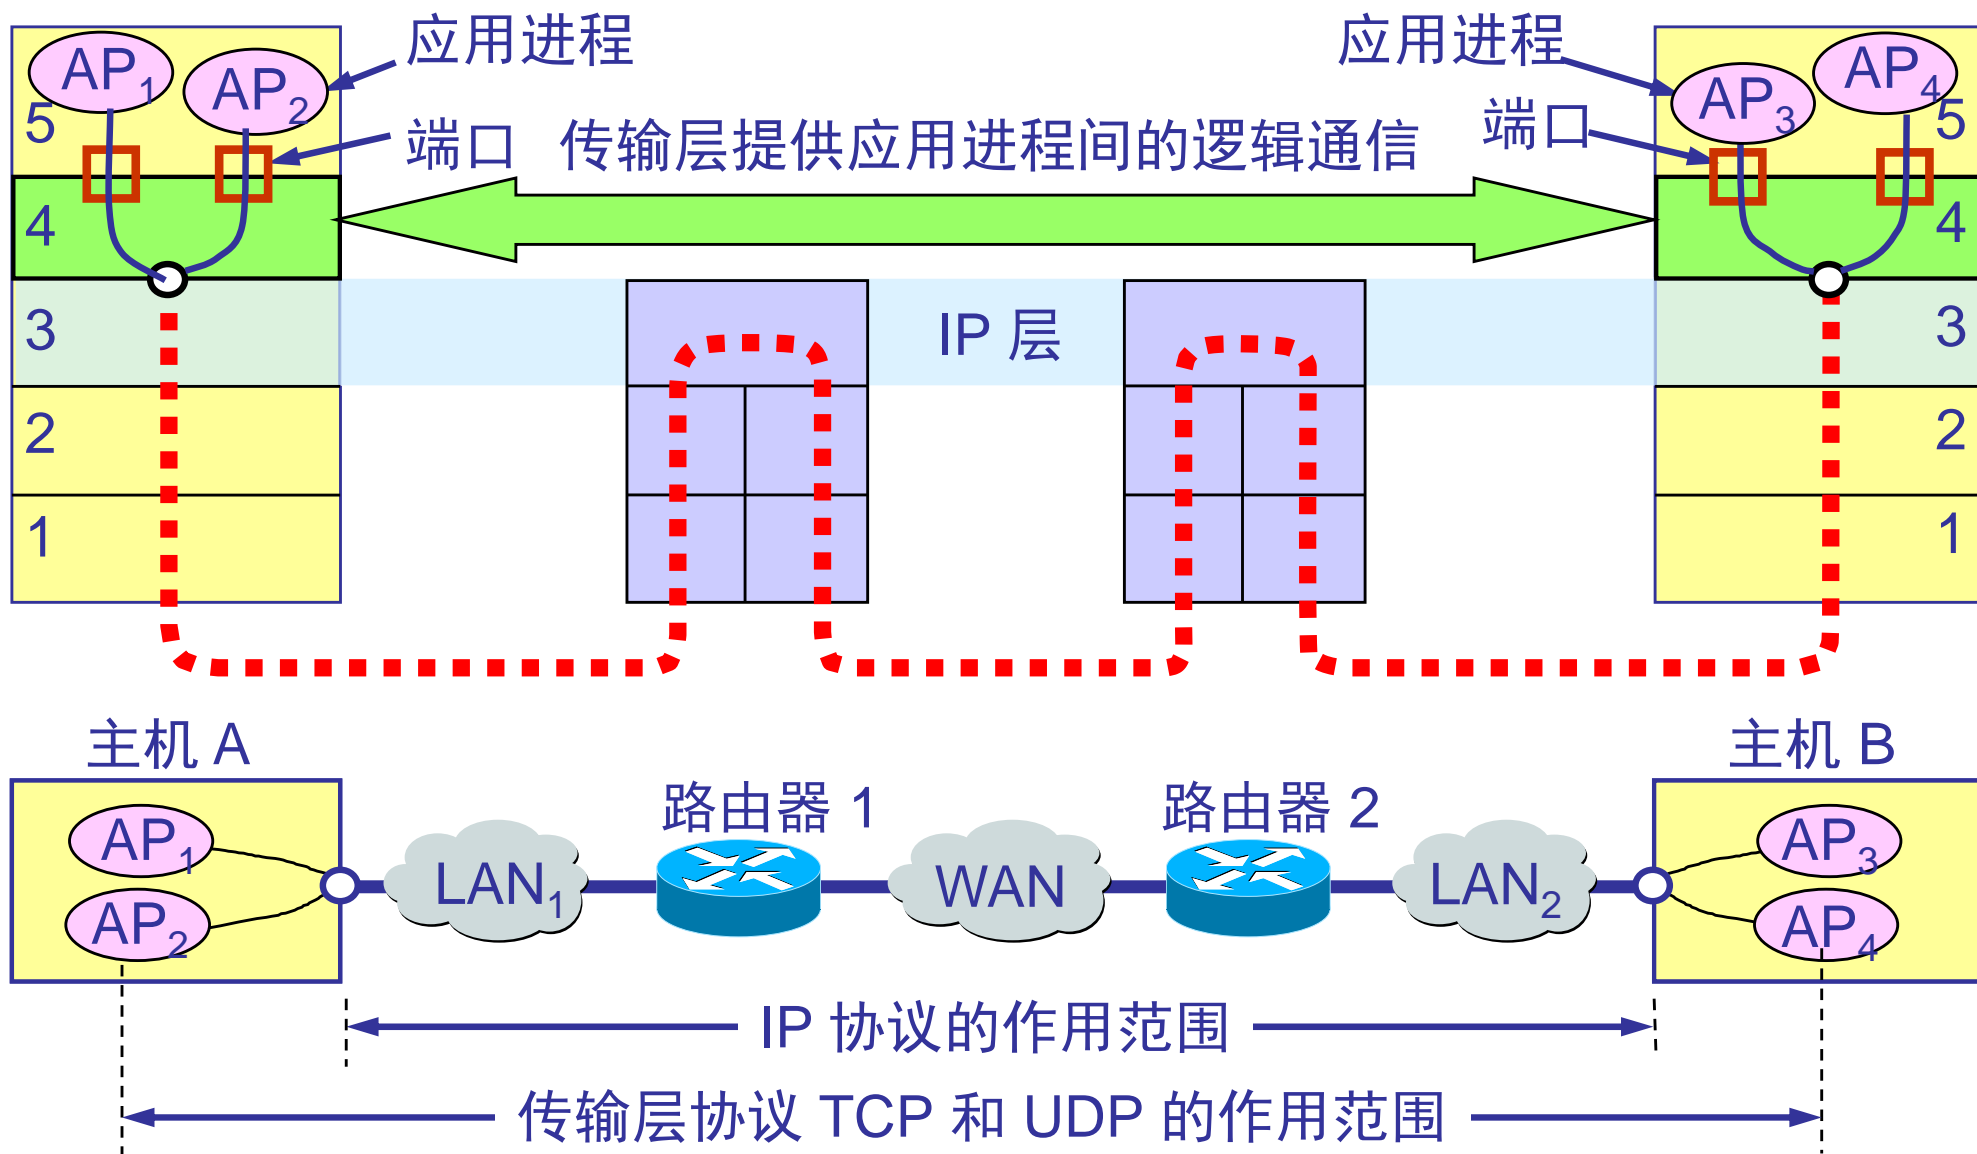 应用进程
应用进程
AP1
AP2
AP3
AP4
5
5
端口
传输层提供应用进程间的逻辑通信
端口
4
4
3
IP 层
3
2
2
1
1
主机 A
主机 B
路由器 1
路由器 2
AP1
AP2
LAN1
WAN
LAN2
AP3
AP4
IP 协议的作用范围
传输层协议 TCP 和 UDP 的作用范围